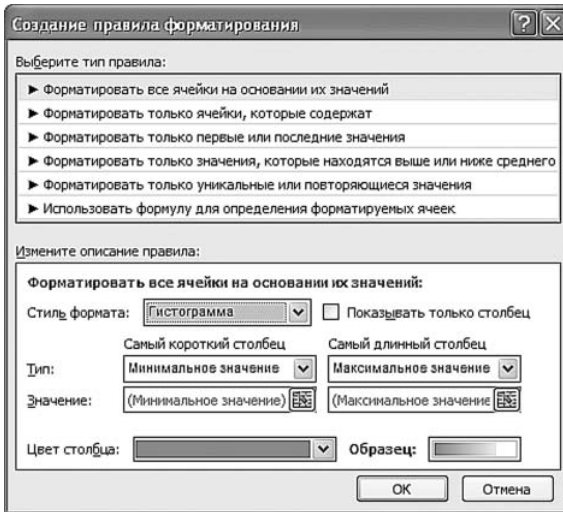 Создание правила форматирования
Выберите тип правила:
► Форматировать все ячейки на основании их значений
► Форматировать только ячейки, которые содержат
► Форматировать только первые или последние значения
► Форматировать только значения, которые находятся выше или ниже среднего
► Форматировать только уникальные или повторяющиеся значения
► Использовать формулу для определения форматируемых ячеек
Измените описание правила:
Форматировать все ячейки на основании их значений:
Стиль формата: Гистограмма Показывать только столбец
Самый короткий столбец Самый длинный столбец
Тип: Минимальное значение Максимальное значение
Значение: (Минимальное значение) (Максимальное значение
Цвет столбца: Образец:
ОК Отмена